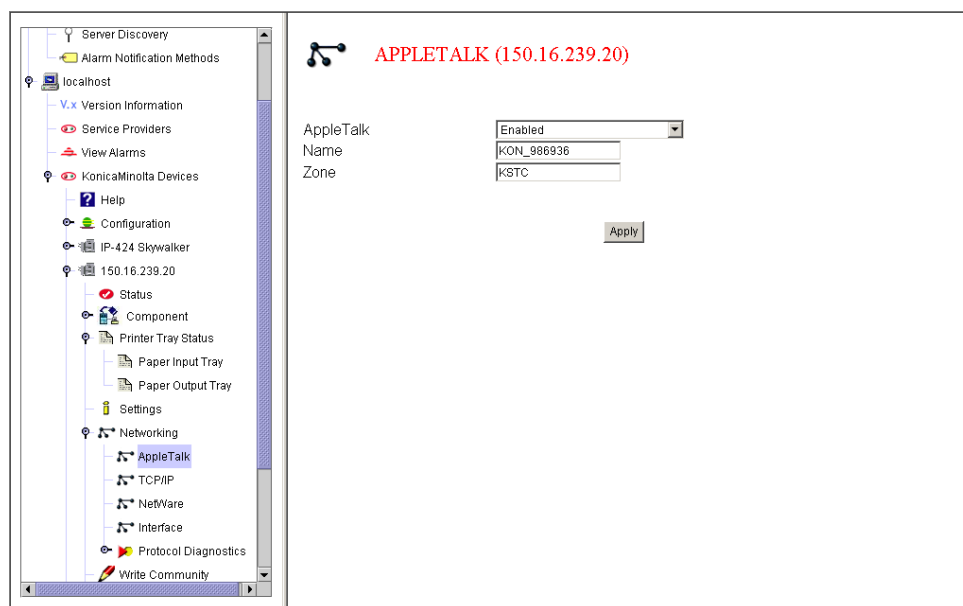 Server Discovery
Alarm Notification Methods
localhost
V.x Version Information
Service Providers
View Alarms
KonicaMinolta Devices
? Help
Configuration
IP-424 Skywalker
150.16.239.20
Status
Component
Printer Tray Status
Paper Input Tray
Paper Output Tray
i Settings
Networking
AppleTalk
TCP/IP
NetWare
Interface
Protocol Diagnostics
Write Community
APPLETALK (150.16.239.20)
AppleTalk Enabled
Name KON_986936
Zone KSTC
Apply